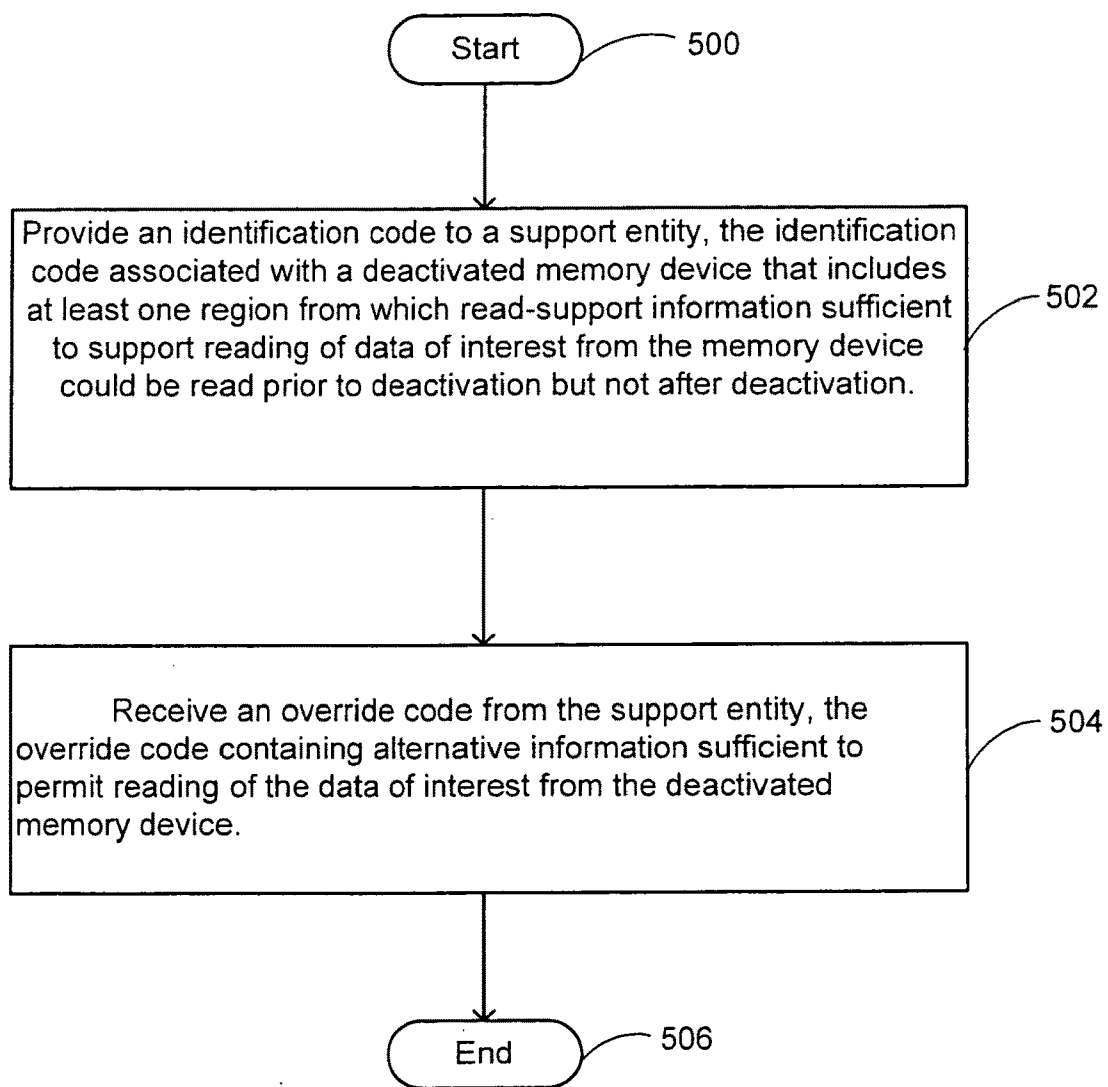 Start
500
Provide an identification code to a support entity, the identification
code associated with a deactivated memory device that includes
at least one region from which read-support information sufficient
to support reading of data of interest from the memory device
could be read prior to deactivation but not after deactivation.
502
Receive an override code from the support entity, the
override code containing alternative information sufficient to
permit reading of the data of interest from the deactivated
memory device.
504
End
506